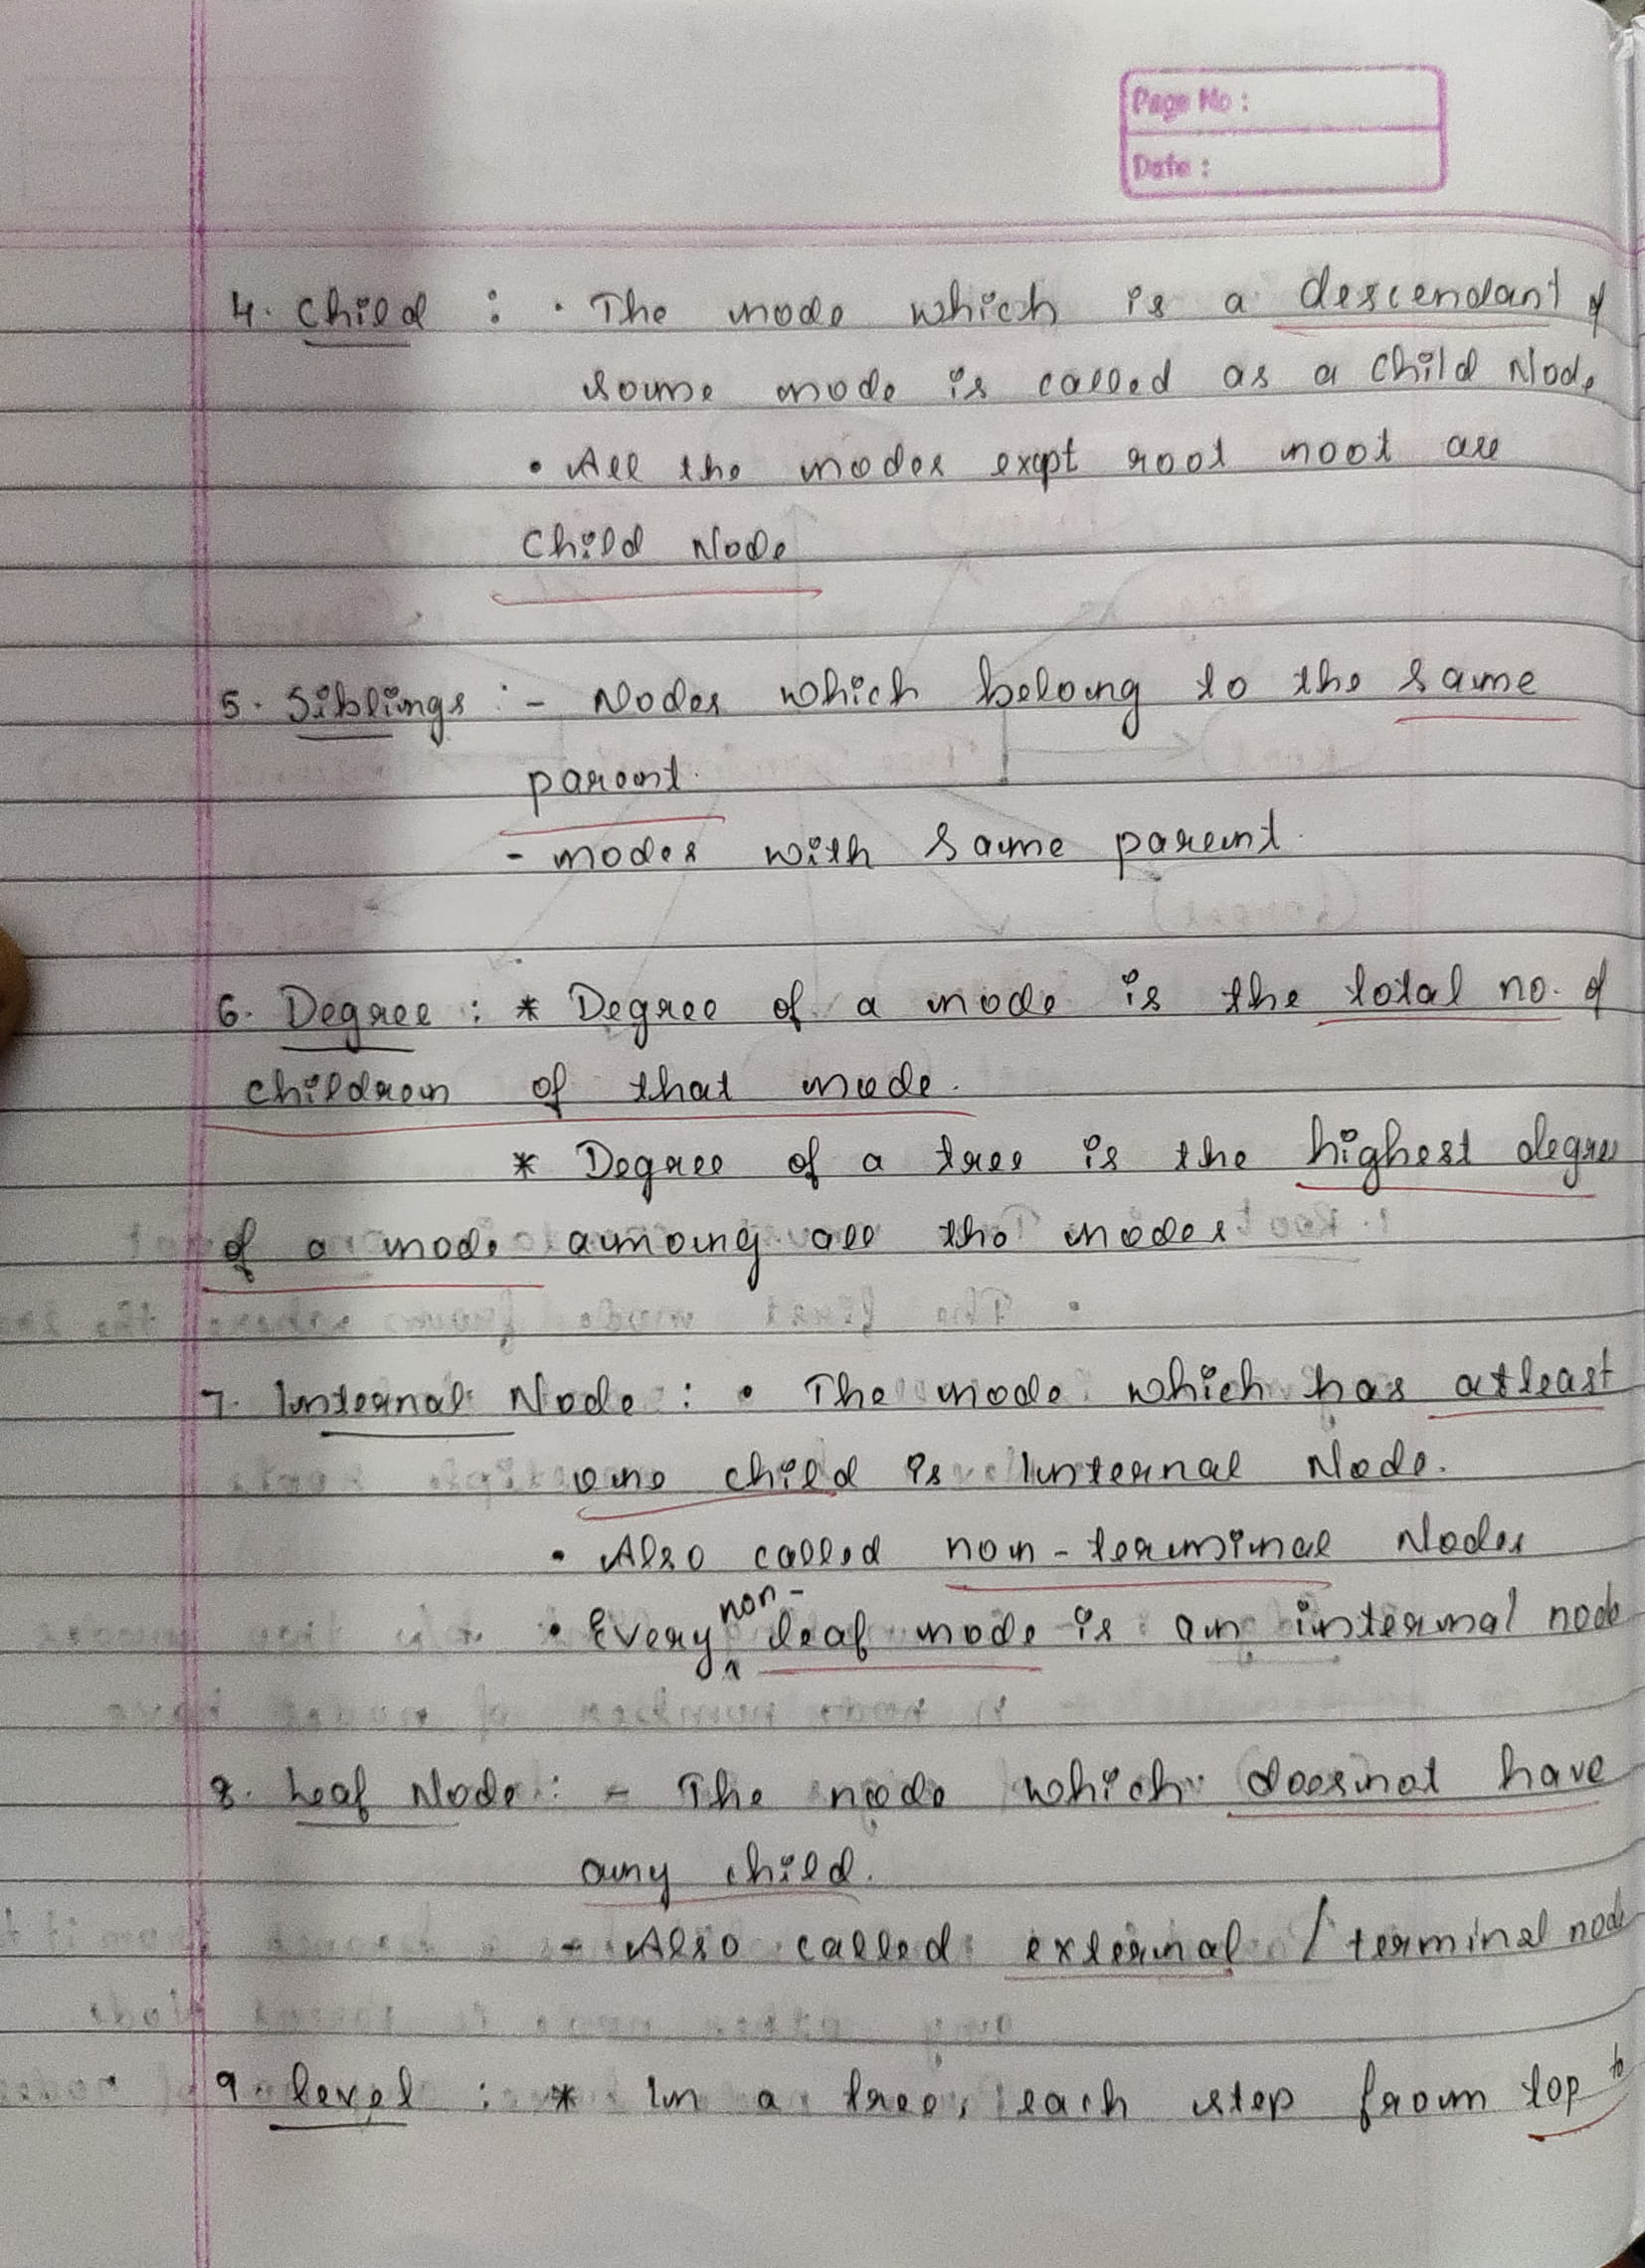 Page No :
Date :
4. Child : • The node which is a descendant of
some node is called as a Child Node
• All the nodes exept root noot are
Child Node
5. Siblings :- Nodes which belong to the same
parent.
- nodes with same parent.
6. Degree : * Degree of a node is the total no. of
children of that node.
* Degree of a tree is the highest degree
of a node among all the nodes
7. Internal Node : • The node which has atleast
one child is Internal Node.
• Also called non-terminal Nodes
• Every non-leaf node is an internal node
8. Leaf Node : - The node which doesnot have
any child.
- Also called external / terminal node
9. level : * In a tree, each step from top to